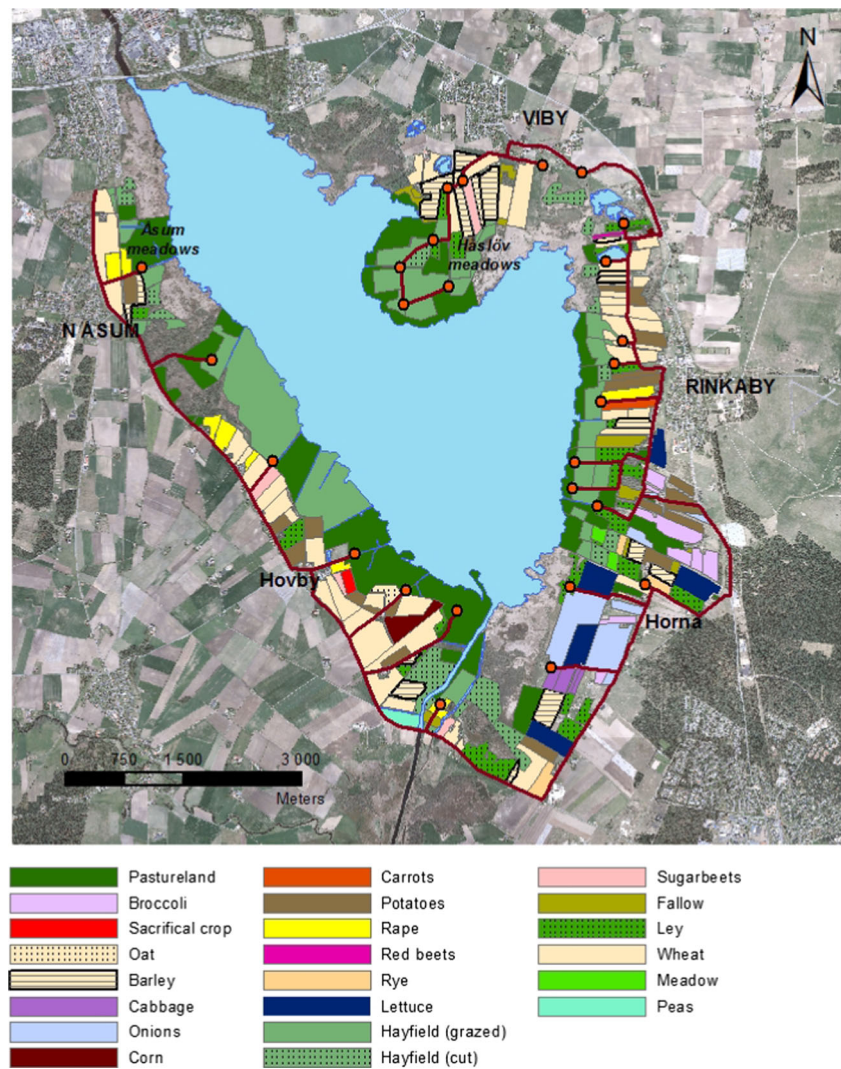 N
VIBY
Åsum
meadows
Håslöv
meadows
N ÅSUM
RINKABY
Hovby
Horna
0 750 1 500 3 000
Meters
Pastureland
Broccoli
Sacrifical crop
Oat
Barley
Cabbage
Onions
Corn
Carrots
Potatoes
Rape
Red beets
Rye
Lettuce
Hayfield (grazed)
Hayfield (cut)
Sugarbeets
Fallow
Ley
Wheat
Meadow
Peas